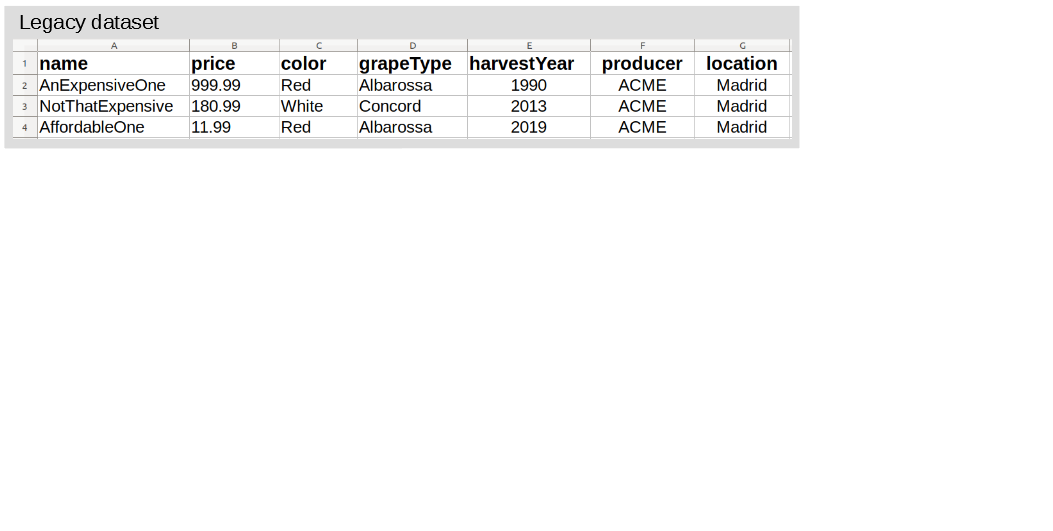 Legacy dataset
A B C D E F G
1 name price color grapeType harvestYear producer location
2 AnExpensiveOne 999.99 Red Albarossa 1990 ACME Madrid
3 NotThatExpensive 180.99 White Concord 2013 ACME Madrid
4 AffordableOne 11.99 Red Albarossa 2019 ACME Madrid